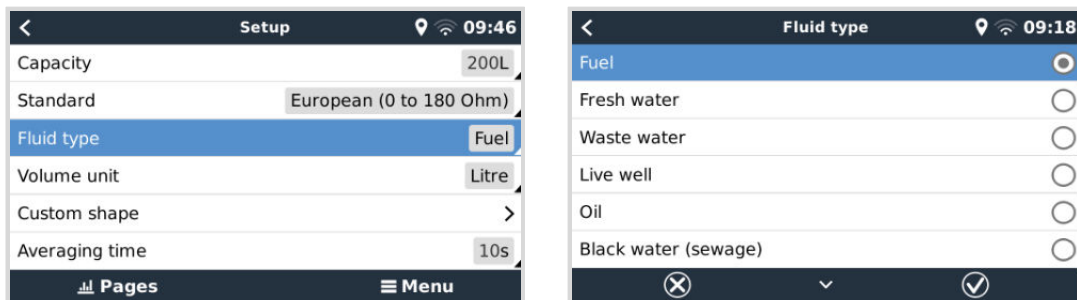 Setup 09:46
Capacity 200L
Standard European (0 to 180 Ohm)
Fluid type Fuel
Volume unit Litre
Custom shape
Averaging time 10s
Pages Menu
Fluid type 09:18
Fuel
Fresh water
Waste water
Live well
Oil
Black water (sewage)